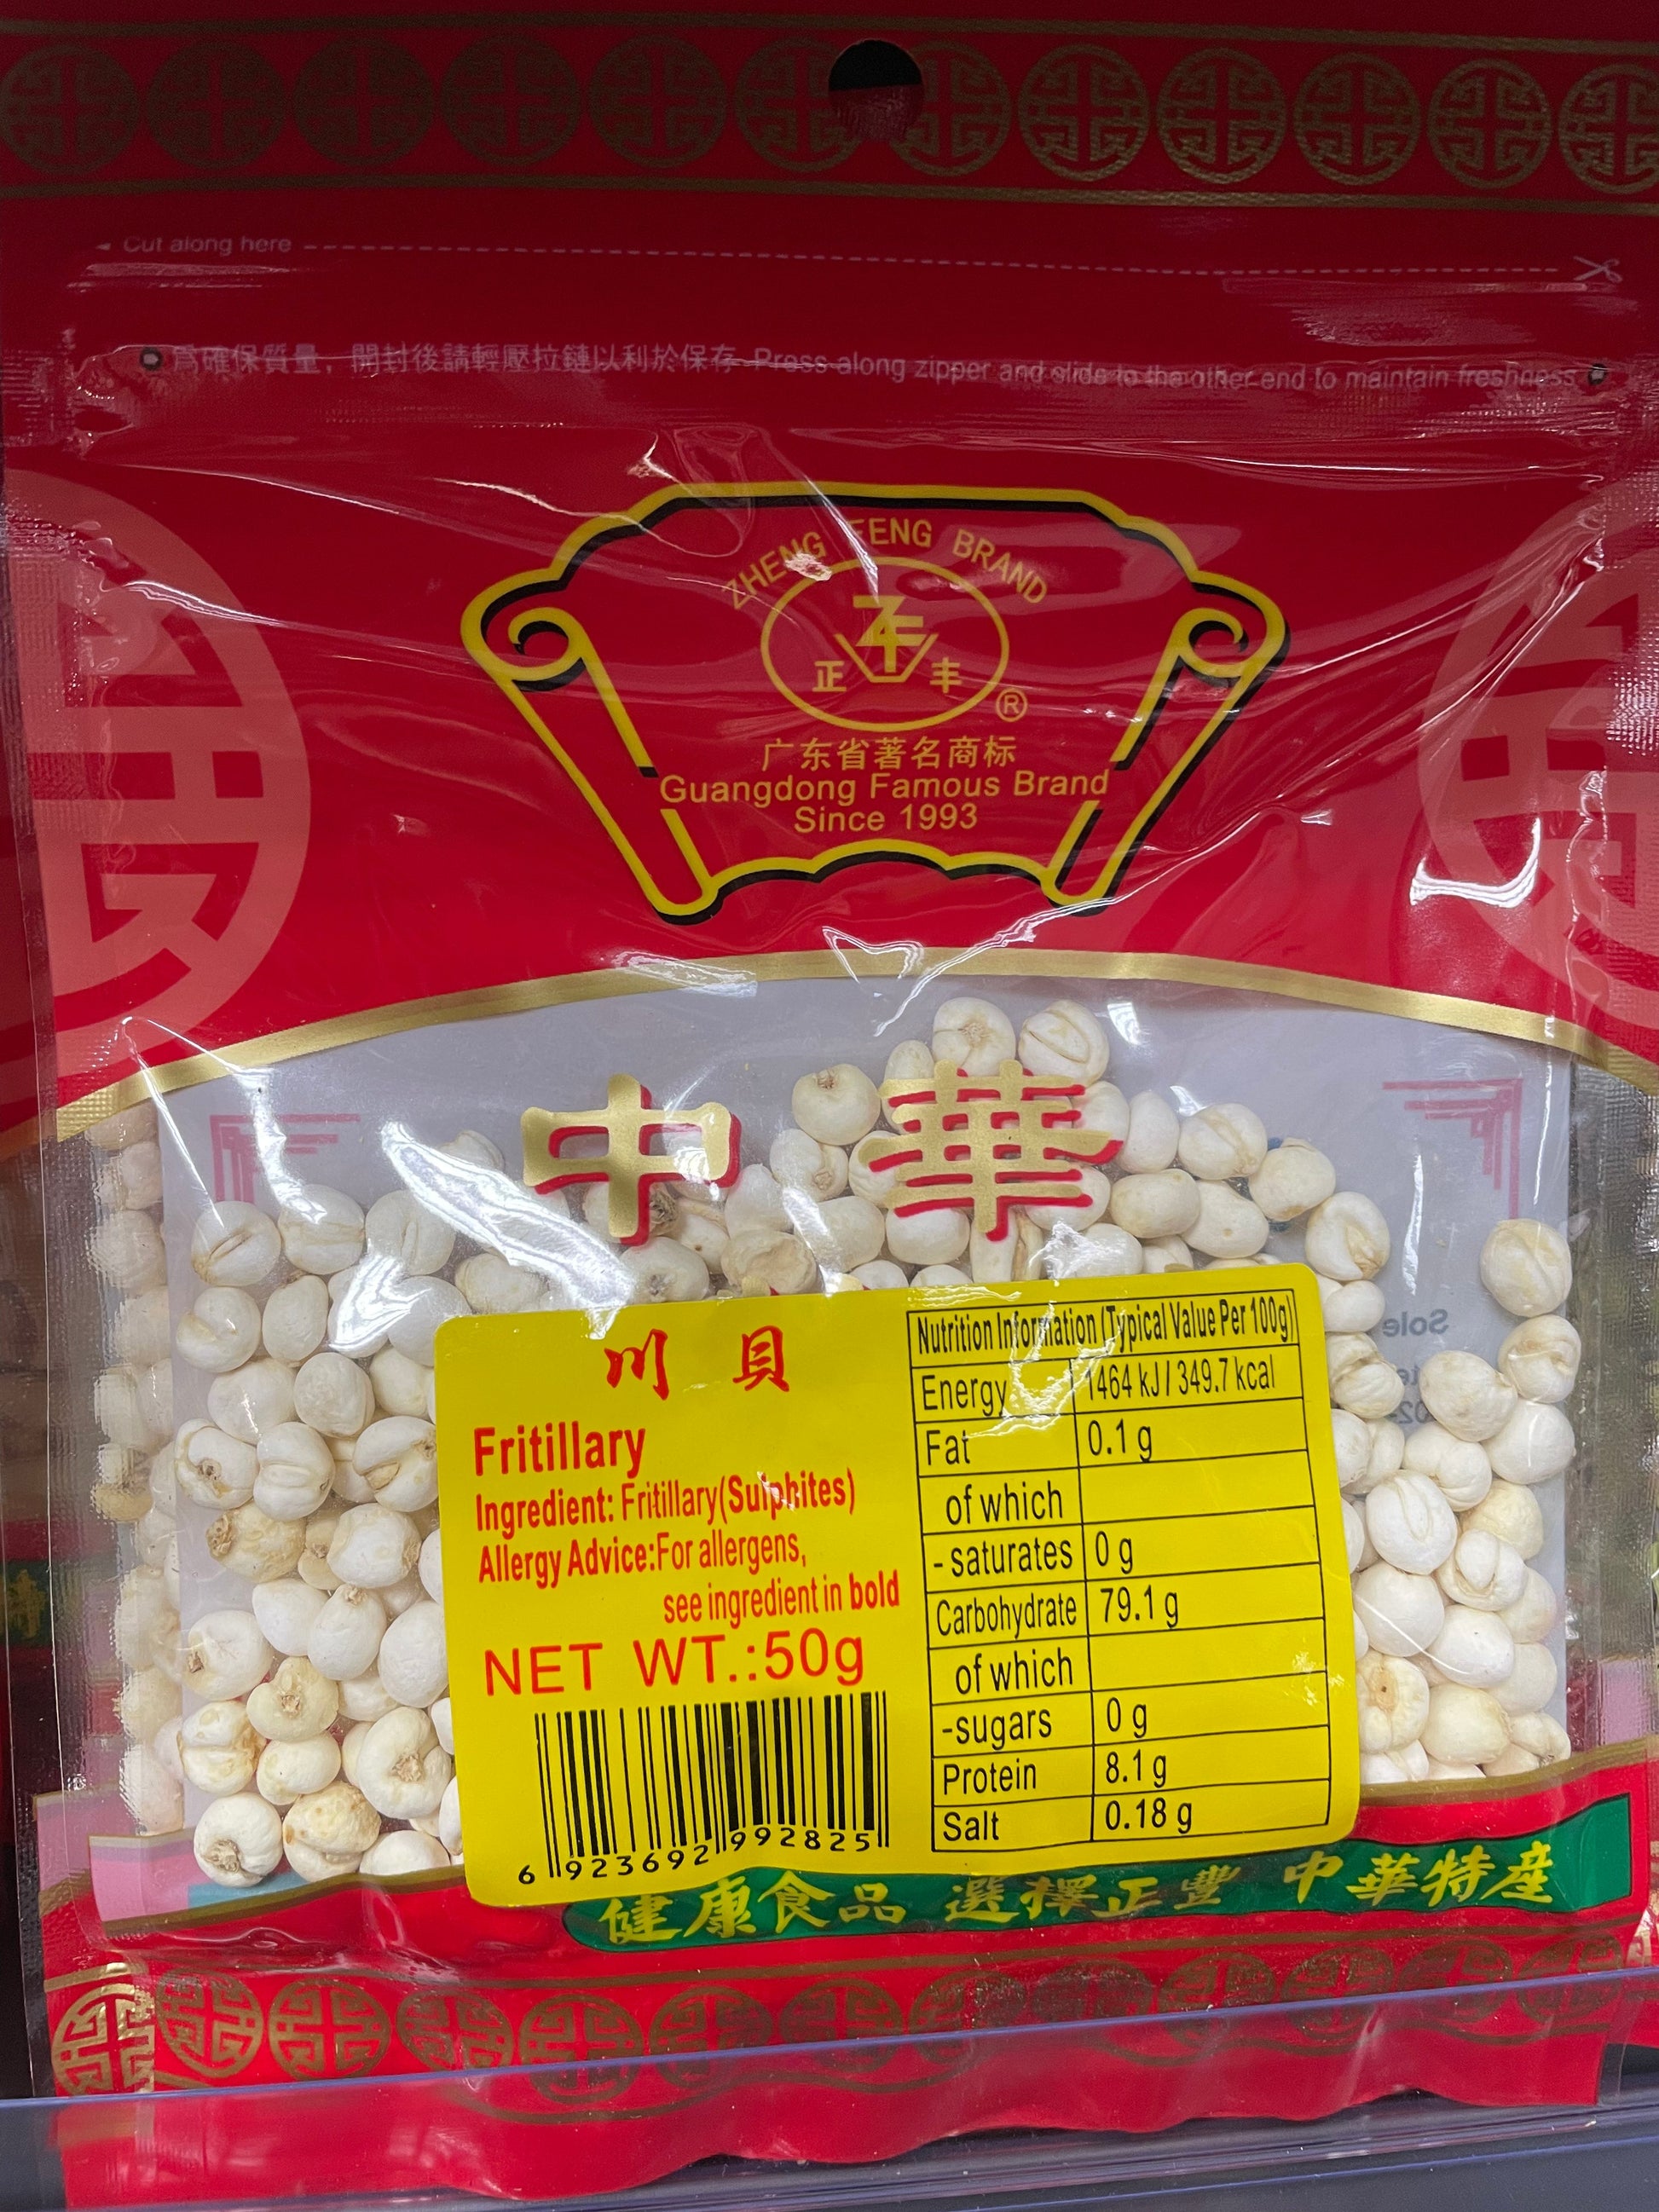 Cut along here
爲確保質量，開封後請輕壓拉鏈以利於保存 Press along zipper and slide to the other end to maintain freshness
ZHENG FENG BRAND
正 丰
®
广东省著名商标
Guangdong Famous Brand
Since 1993
中 華
川 貝
Fritillary
Ingredient: Fritillary(Sulphites)
Allergy Advice:For allergens,
see ingredient in bold
NET WT.:50g
6 923692 992825
Nutrition Information (Typical Value Per 100g)
Energy 1464 kJ / 349.7 kcal
Fat 0.1 g
of which
- saturates 0 g
Carbohydrate 79.1 g
of which
-sugars 0 g
Protein 8.1 g
Salt 0.18 g
Sole
健康食品 選擇正豐 中華特産